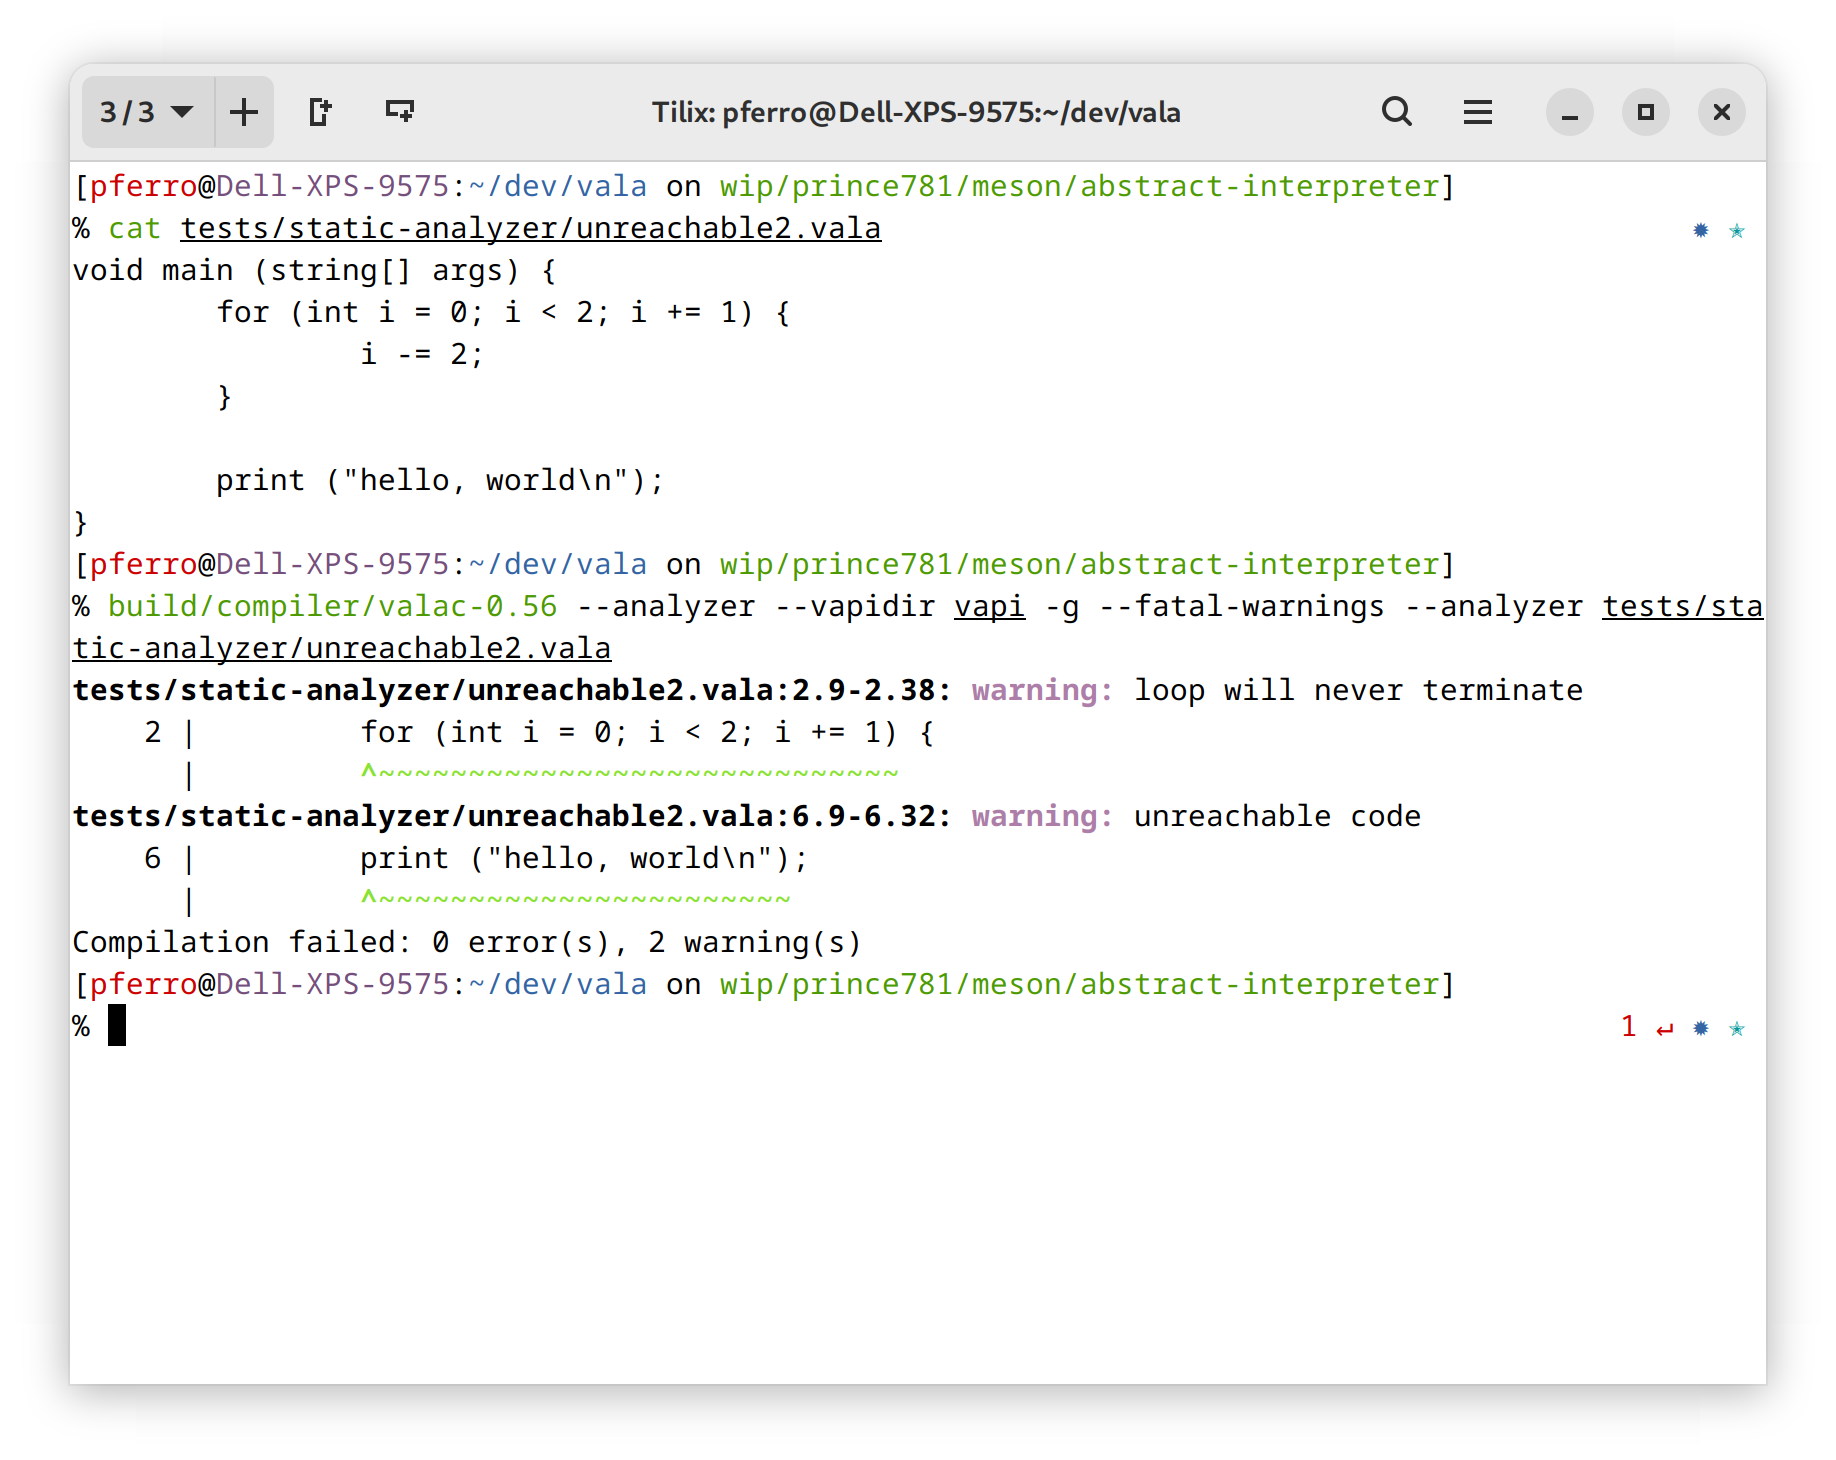 3/3
Tilix: pferro@Dell-XPS-9575:~/dev/vala
[pferro@Dell-XPS-9575:~/dev/vala on wip/prince781/meson/abstract-interpreter]
% cat tests/static-analyzer/unreachable2.vala ✹ ✭
void main (string[] args) {
        for (int i = 0; i < 2; i += 1) {
                i -= 2;
        }
        print ("hello, world\n");
}
[pferro@Dell-XPS-9575:~/dev/vala on wip/prince781/meson/abstract-interpreter]
% build/compiler/valac-0.56 --analyzer --vapidir vapi -g --fatal-warnings --analyzer tests/sta
tic-analyzer/unreachable2.vala
tests/static-analyzer/unreachable2.vala:2.9-2.38: warning: loop will never terminate
    2 |         for (int i = 0; i < 2; i += 1) {
      |         ^~~~~~~~~~~~~~~~~~~~~~~~~~~~~~
tests/static-analyzer/unreachable2.vala:6.9-6.32: warning: unreachable code
    6 |         print ("hello, world\n");
      |         ^~~~~~~~~~~~~~~~~~~~~~~~
Compilation failed: 0 error(s), 2 warning(s)
[pferro@Dell-XPS-9575:~/dev/vala on wip/prince781/meson/abstract-interpreter]
% 1 ↵ ✹ ✭